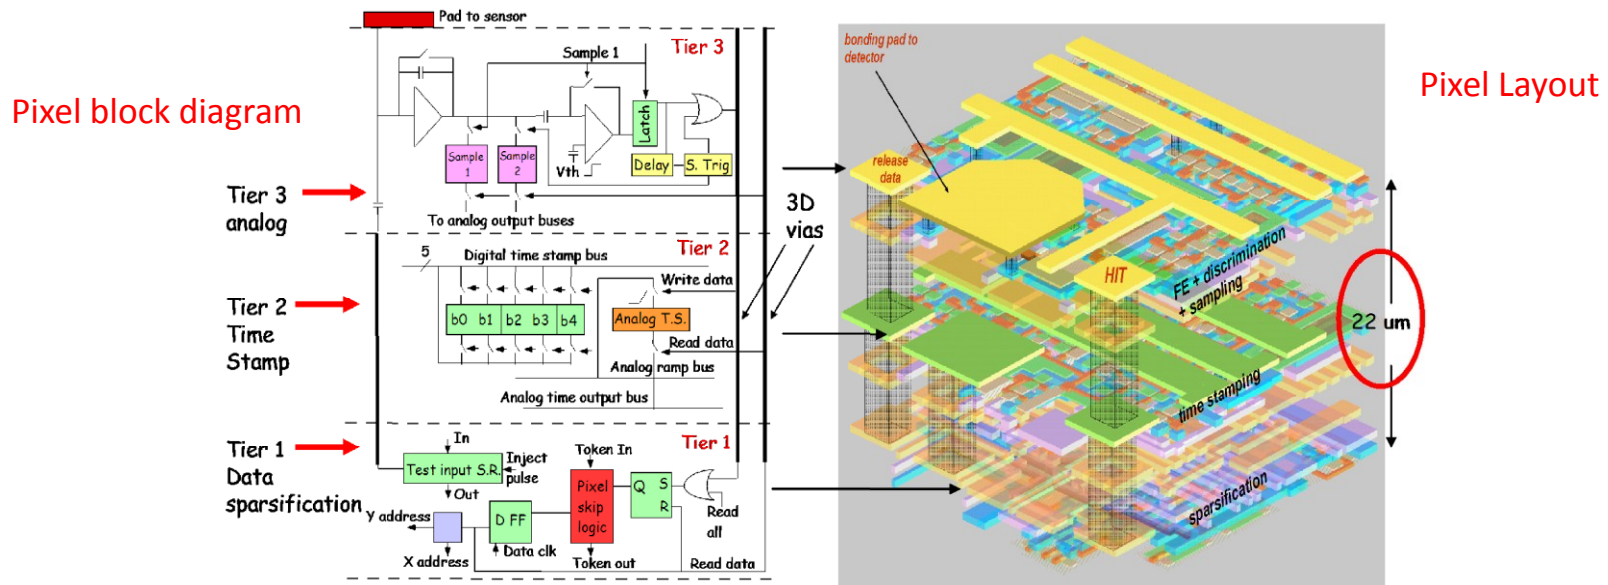 Pixel block diagram
Pad to sensor
Tier 3
Sample 1
Latch
Sample
1
Sample
2
Vth
Delay
S. Trig
To analog output buses
Tier 3
analog
Tier 2
5
Digital time stamp bus
Write data
b0 b1 b2 b3 b4
Analog T.S.
Read data
Analog ramp bus
Analog time output bus
Tier 2
Time
Stamp
3D
vias
Tier 1
Data
sparsification
Tier 1
In
Test input S.R.
Inject
pulse
Out
Token In
Pixel
skip
logic
Q S
R
Read
all
Y address
D FF
Data clk
X address
Token out
Read data
Pixel Layout
bonding pad to
detector
release
data
HIT
FE + discrimination
+ sampling
time stamping
sparsification
22 um